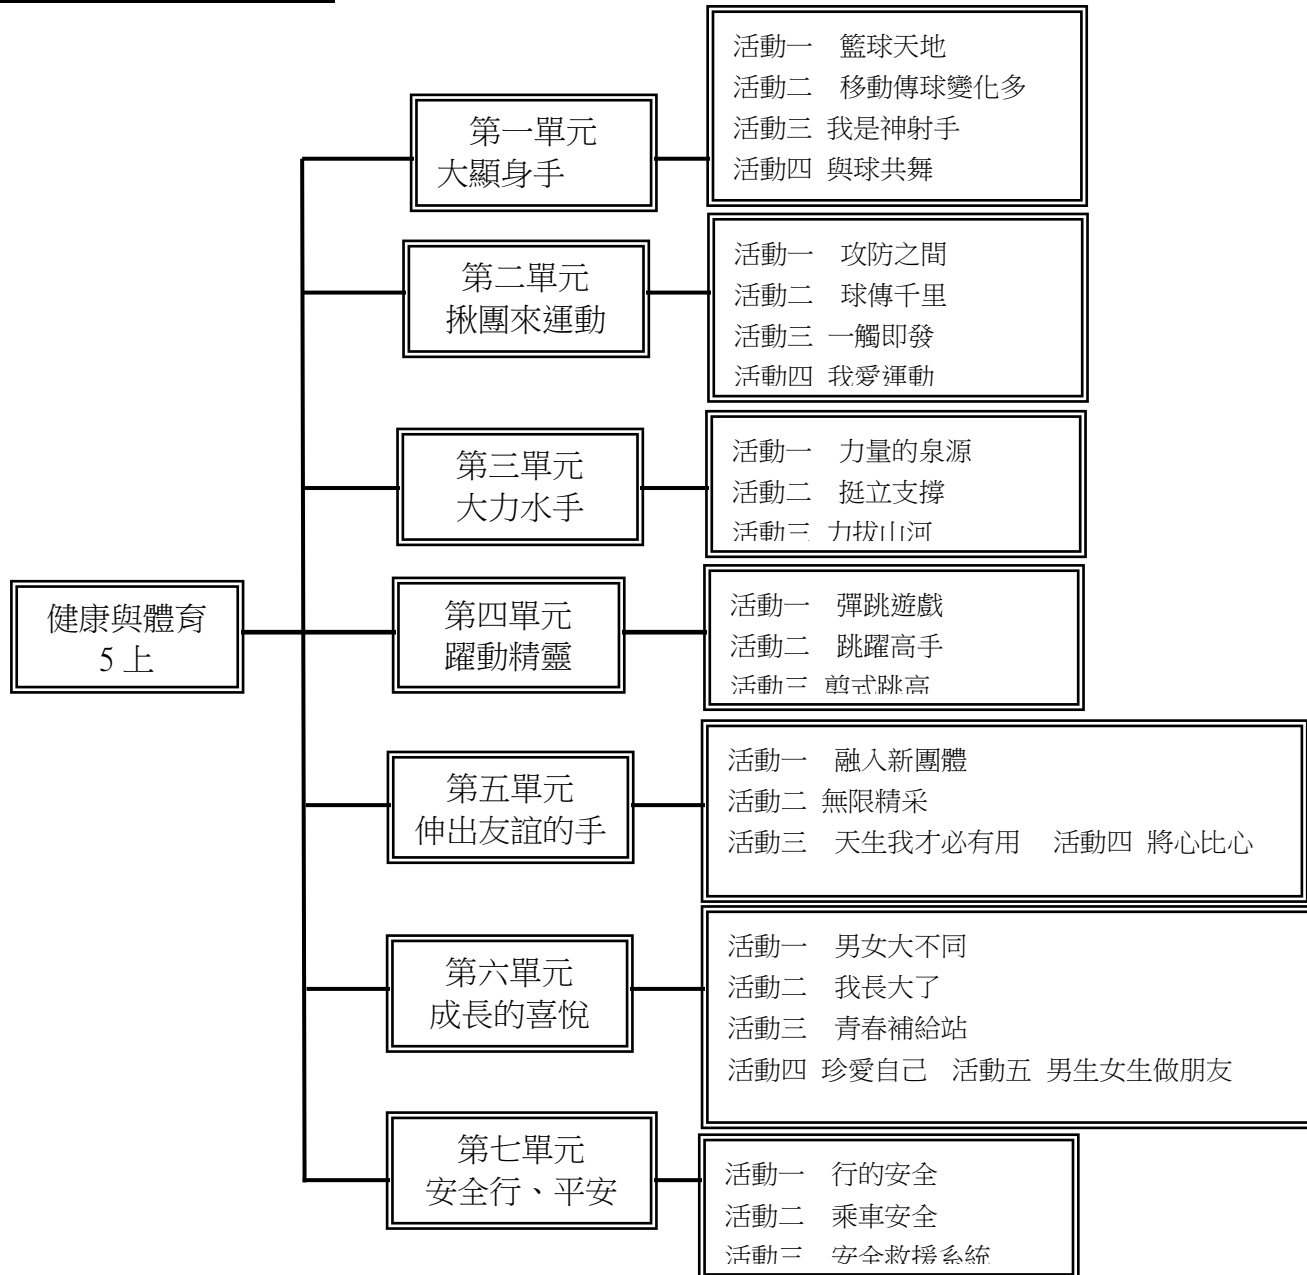 健康與體育
5 上
第一單元
大顯身手
活動一 籃球天地
活動二 移動傳球變化多
活動三 我是神射手
活動四 與球共舞
第二單元
揪團來運動
活動一 攻防之間
活動二 球傳千里
活動三 一觸即發
活動四 我愛運動
第三單元
大力水手
活動一 力量的泉源
活動二 挺立支撐
活動三 力拔山河
第四單元
躍動精靈
活動一 彈跳遊戲
活動二 跳躍高手
活動三 剪式跳高
第五單元
伸出友誼的手
活動一 融入新團體
活動二 無限精采
活動三 天生我才必有用 活動四 將心比心
第六單元
成長的喜悅
活動一 男女大不同
活動二 我長大了
活動三 青春補給站
活動四 珍愛自己 活動五 男生女生做朋友
第七單元
安全行、平安
活動一 行的安全
活動二 乘車安全
活動三 安全救援系統